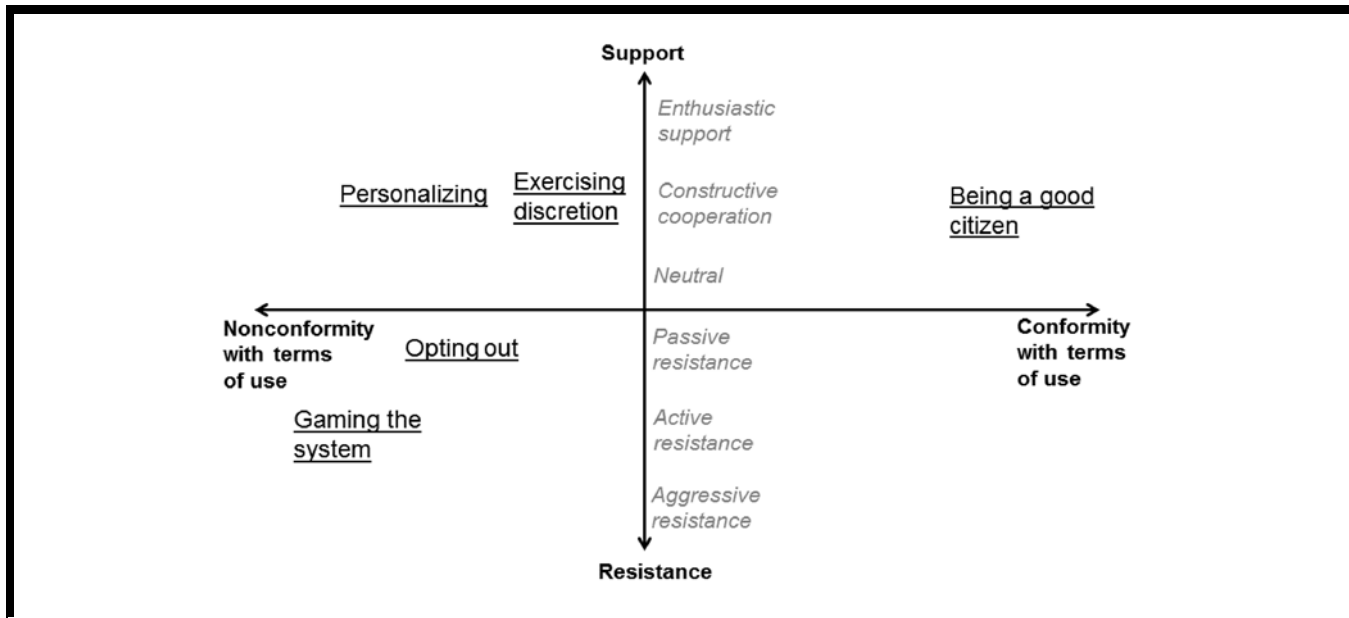 Support
Enthusiastic
support
Personalizing
Exercising
discretion
Constructive
cooperation
Being a good
citizen
Neutral
Nonconformity
with terms
of use
Opting out
Passive
resistance
Conformity
with terms
of use
Gaming the
system
Active
resistance
Aggressive
resistance
Resistance